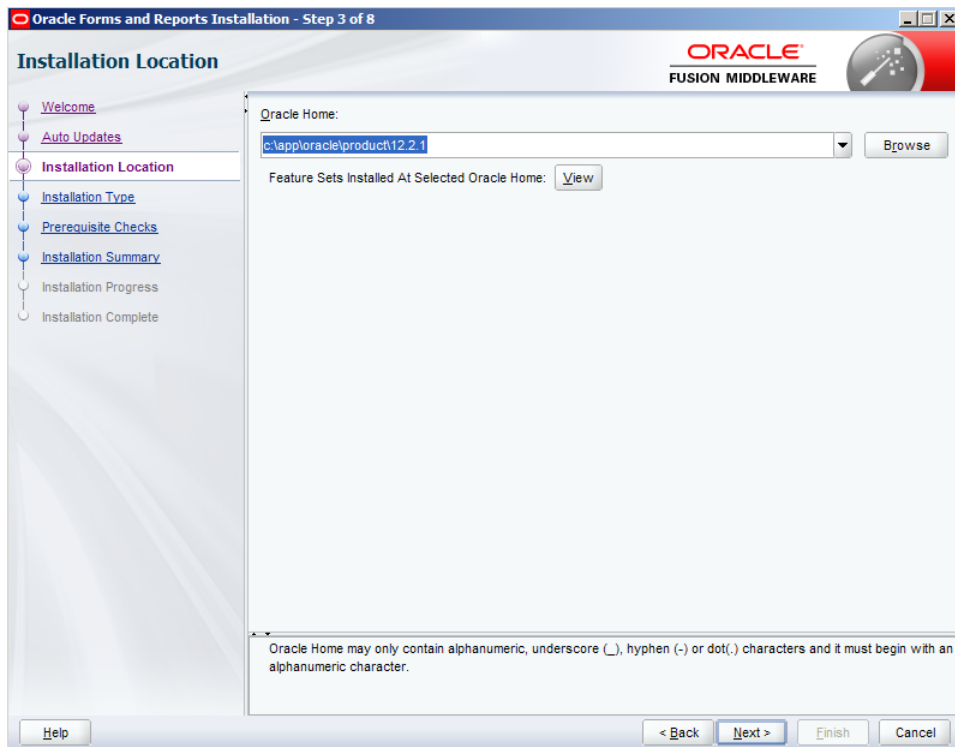 Oracle Forms and Reports Installation - Step 3 of 8
Installation Location
ORACLE
FUSION MIDDLEWARE
Welcome
Auto Updates
Installation Location
Installation Type
Prerequisite Checks
Installation Summary
Installation Progress
Installation Complete
Oracle Home:
c:\app\oracle\product\12.2.1
Browse
Feature Sets Installed At Selected Oracle Home: View
Oracle Home may only contain alphanumeric, underscore (_), hyphen (-) or dot(.) characters and it must begin with an
alphanumeric character.
Help
< Back
Next >
Finish
Cancel